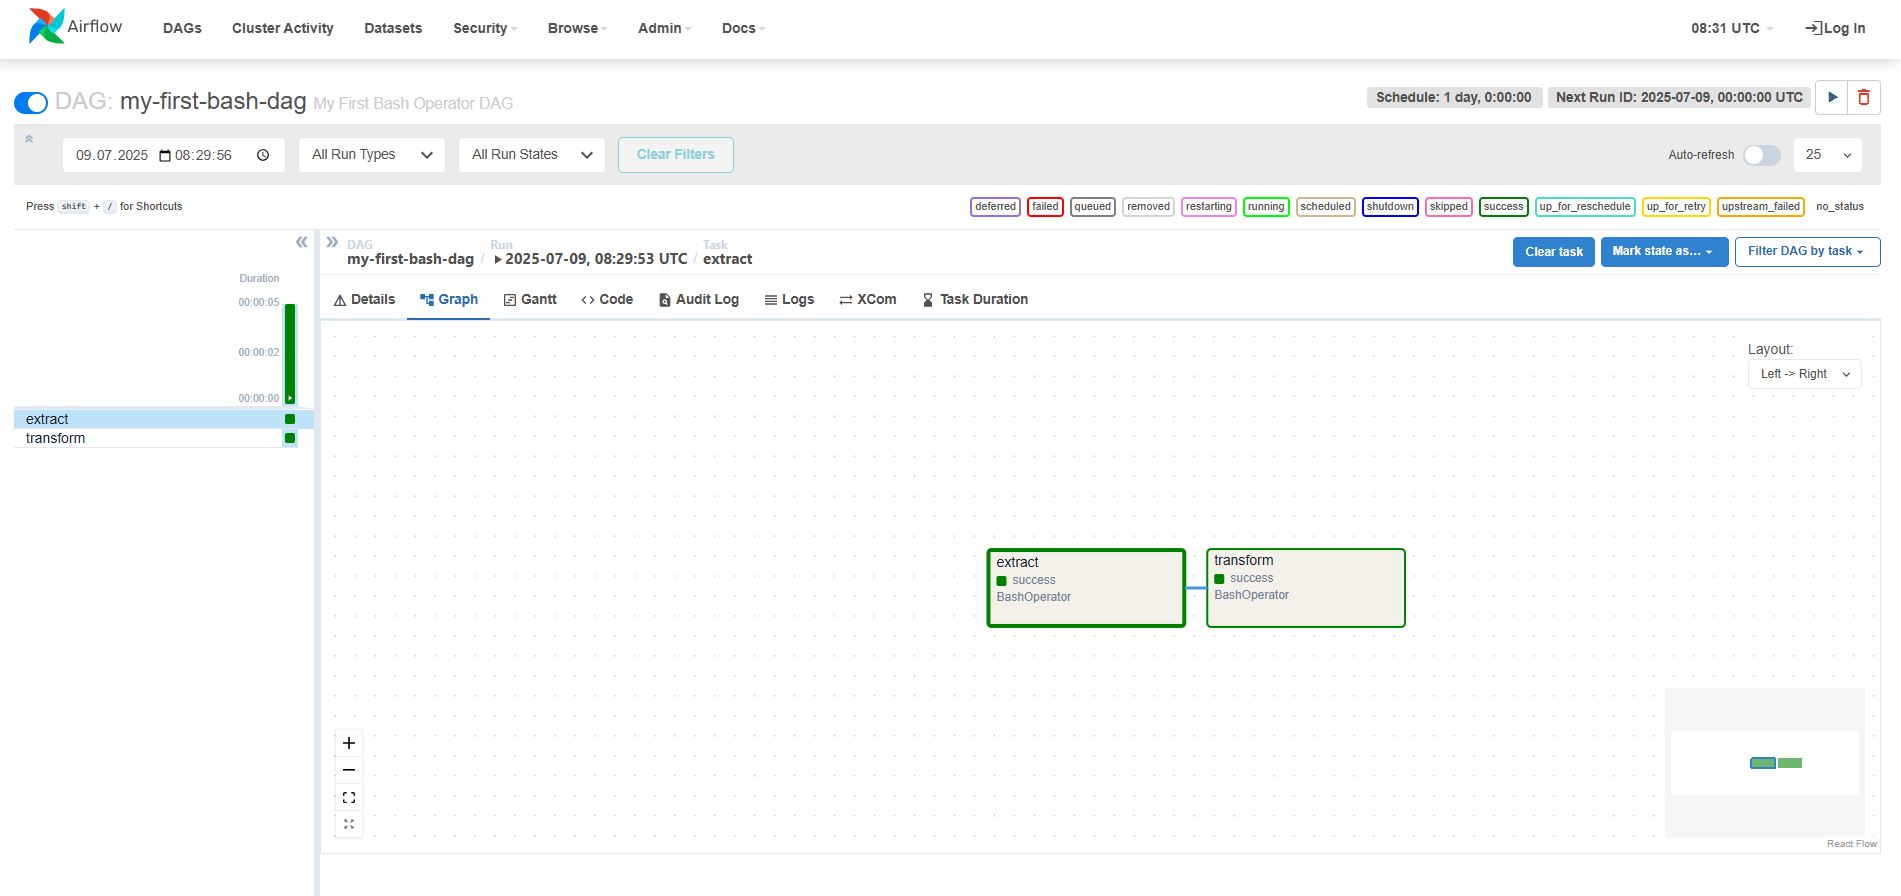 Airflow DAGs Cluster Activity Datasets Security Browse Admin Docs 08:31 UTC Log In
DAG: my-first-bash-dag My First Bash Operator DAG Schedule: 1 day, 0:00:00 Next Run ID: 2025-07-09, 00:00:00 UTC
09.07.2025 08:29:56 All Run Types All Run States Clear Filters Auto-refresh 25
Press shift + / for Shortcuts deferred failed queued removed restarting running scheduled shutdown skipped success up_for_reschedule up_for_retry upstream_failed no_status
DAG Run Task
my-first-bash-dag / 2025-07-09, 08:29:53 UTC / extract Clear task Mark state as... Filter DAG by task
Duration
00:00:05
00:00:02
00:00:00
extract
transform
Details Graph Gantt Code Audit Log Logs XCom Task Duration
Layout:
Left -> Right
extract
success
BashOperator
transform
success
BashOperator
React Flow